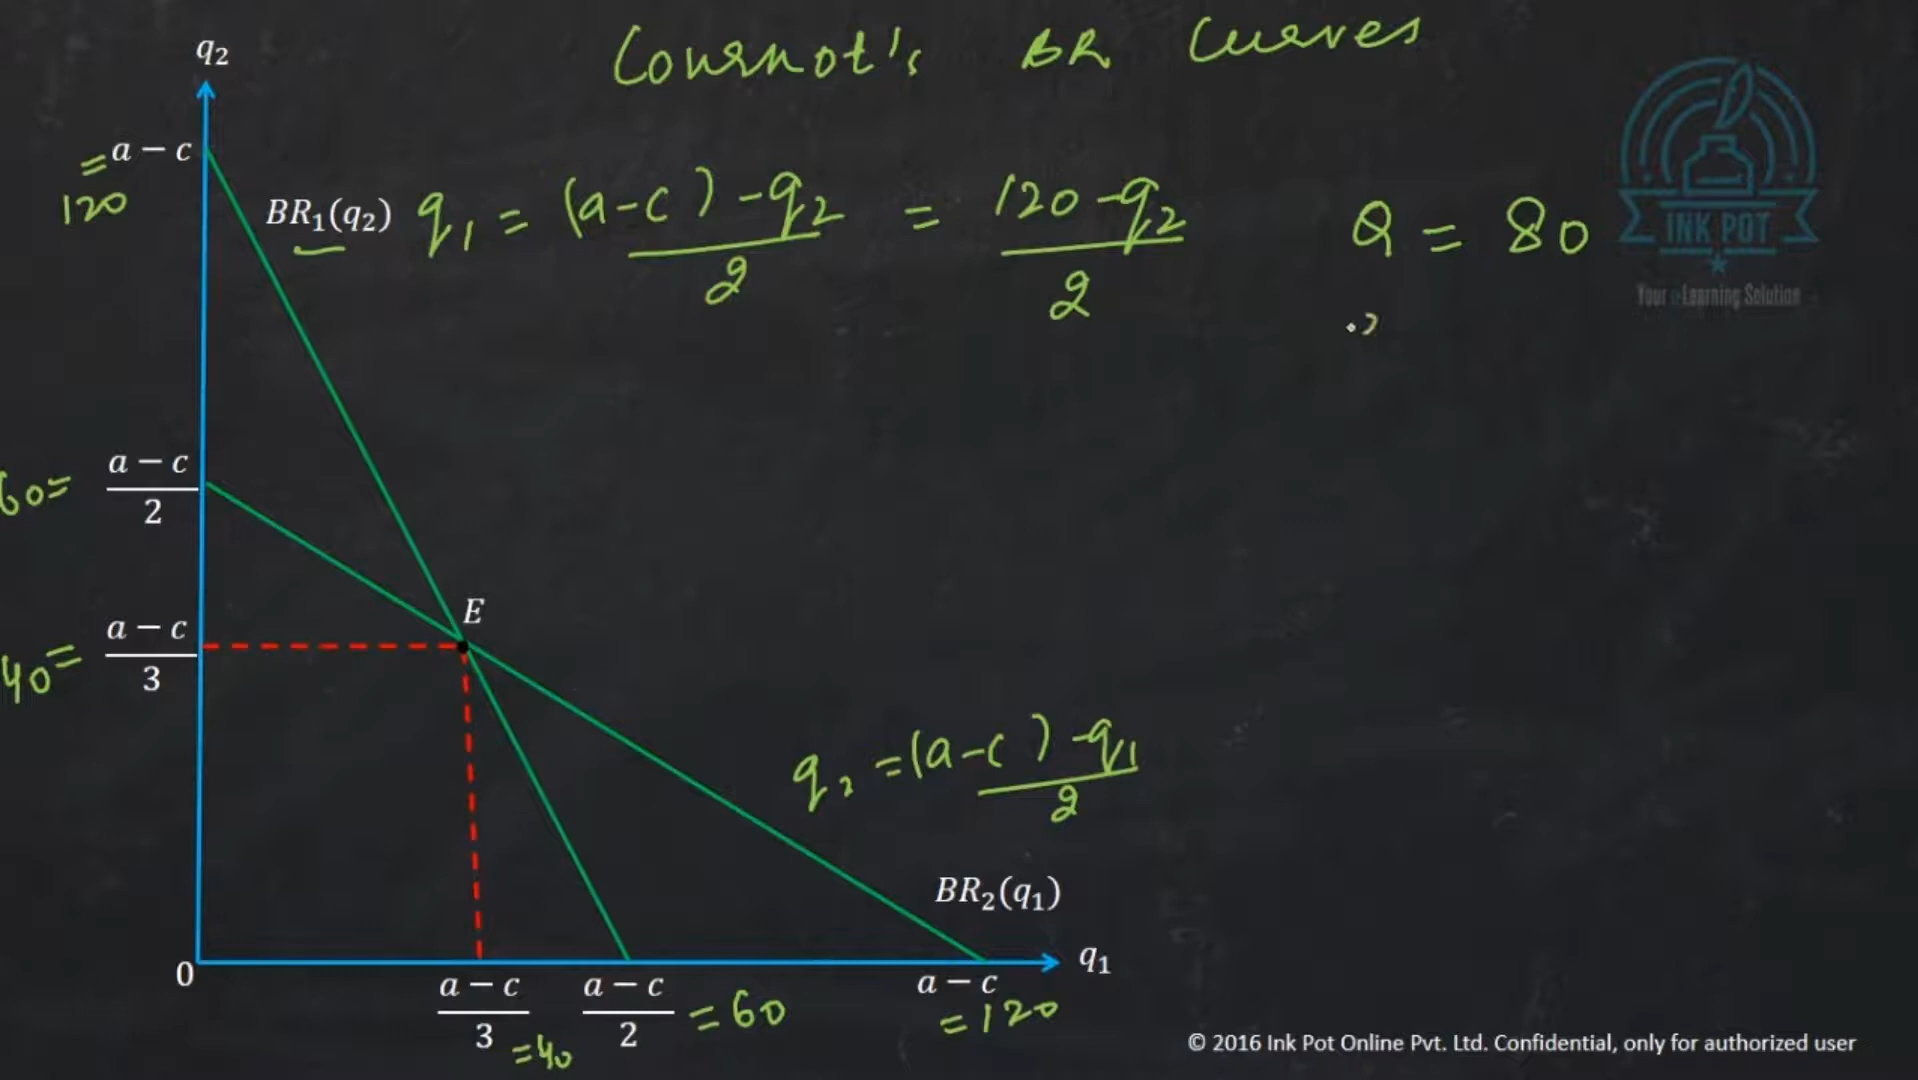 Cournot's BR Curves
q₂
= a − c
120
BR₁(q₂) q₁ = (a-c) - q₂ / 2 = 120 - q₂ / 2
Q = 80
INK POT
Your e-Learning Solution
60 = a − c / 2
E
40 = a − c / 3
q₂ = (a-c) - q₁ / 2
BR₂(q₁)
0
q₁
a − c / 3 = 40
a − c / 2 = 60
a − c
= 120
© 2016 Ink Pot Online Pvt. Ltd. Confidential, only for authorized user